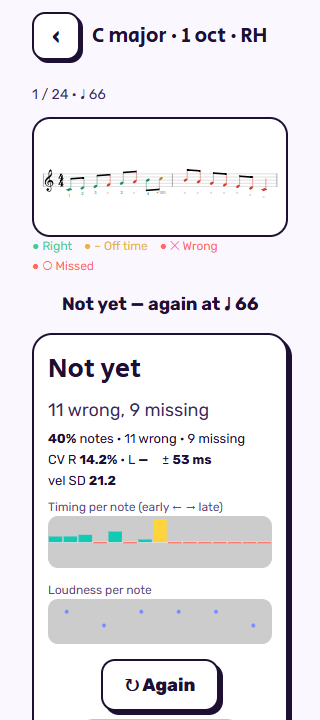 ‹ C major · 1 oct · RH
1 / 24 · ♩ 66
● Right ● ~ Off time ● ✕ Wrong
● ○ Missed
Not yet — again at ♩ 66
Not yet
11 wrong, 9 missing
40% notes · 11 wrong · 9 missing
CV R 14.2% · L — ± 53 ms
vel SD 21.2
Timing per note (early ← → late)
Loudness per note
↻ Again